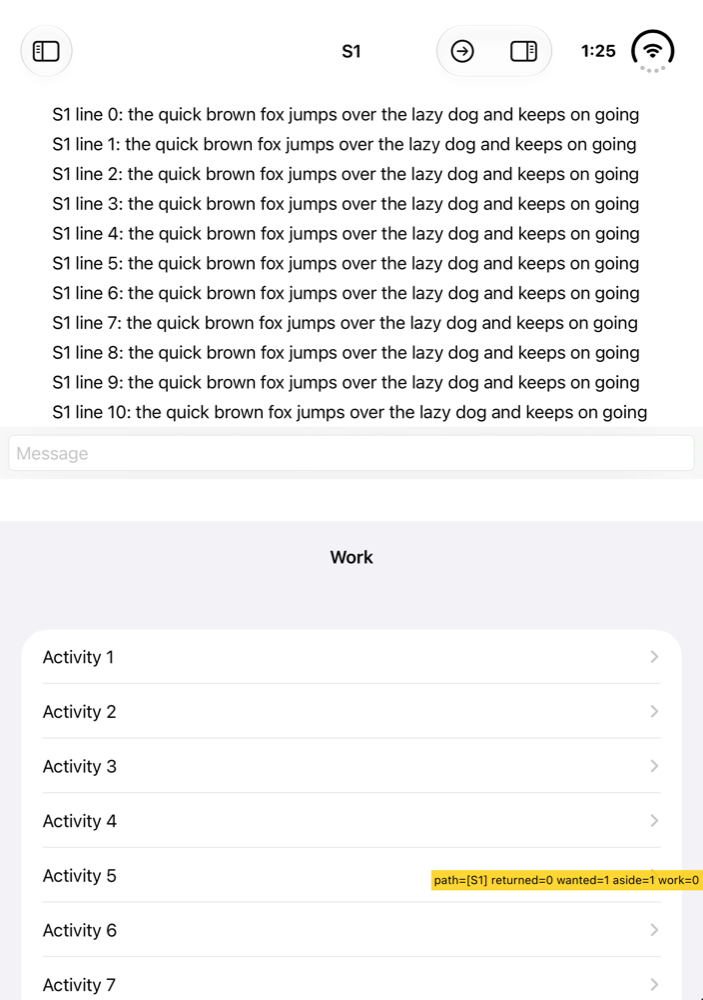 S1
1:25
S1 line 0: the quick brown fox jumps over the lazy dog and keeps on going
S1 line 1: the quick brown fox jumps over the lazy dog and keeps on going
S1 line 2: the quick brown fox jumps over the lazy dog and keeps on going
S1 line 3: the quick brown fox jumps over the lazy dog and keeps on going
S1 line 4: the quick brown fox jumps over the lazy dog and keeps on going
S1 line 5: the quick brown fox jumps over the lazy dog and keeps on going
S1 line 6: the quick brown fox jumps over the lazy dog and keeps on going
S1 line 7: the quick brown fox jumps over the lazy dog and keeps on going
S1 line 8: the quick brown fox jumps over the lazy dog and keeps on going
S1 line 9: the quick brown fox jumps over the lazy dog and keeps on going
S1 line 10: the quick brown fox jumps over the lazy dog and keeps on going
Message
Work
Activity 1
Activity 2
Activity 3
Activity 4
Activity 5
path=[S1] returned=0 wanted=1 aside=1 work=0
Activity 6
Activity 7